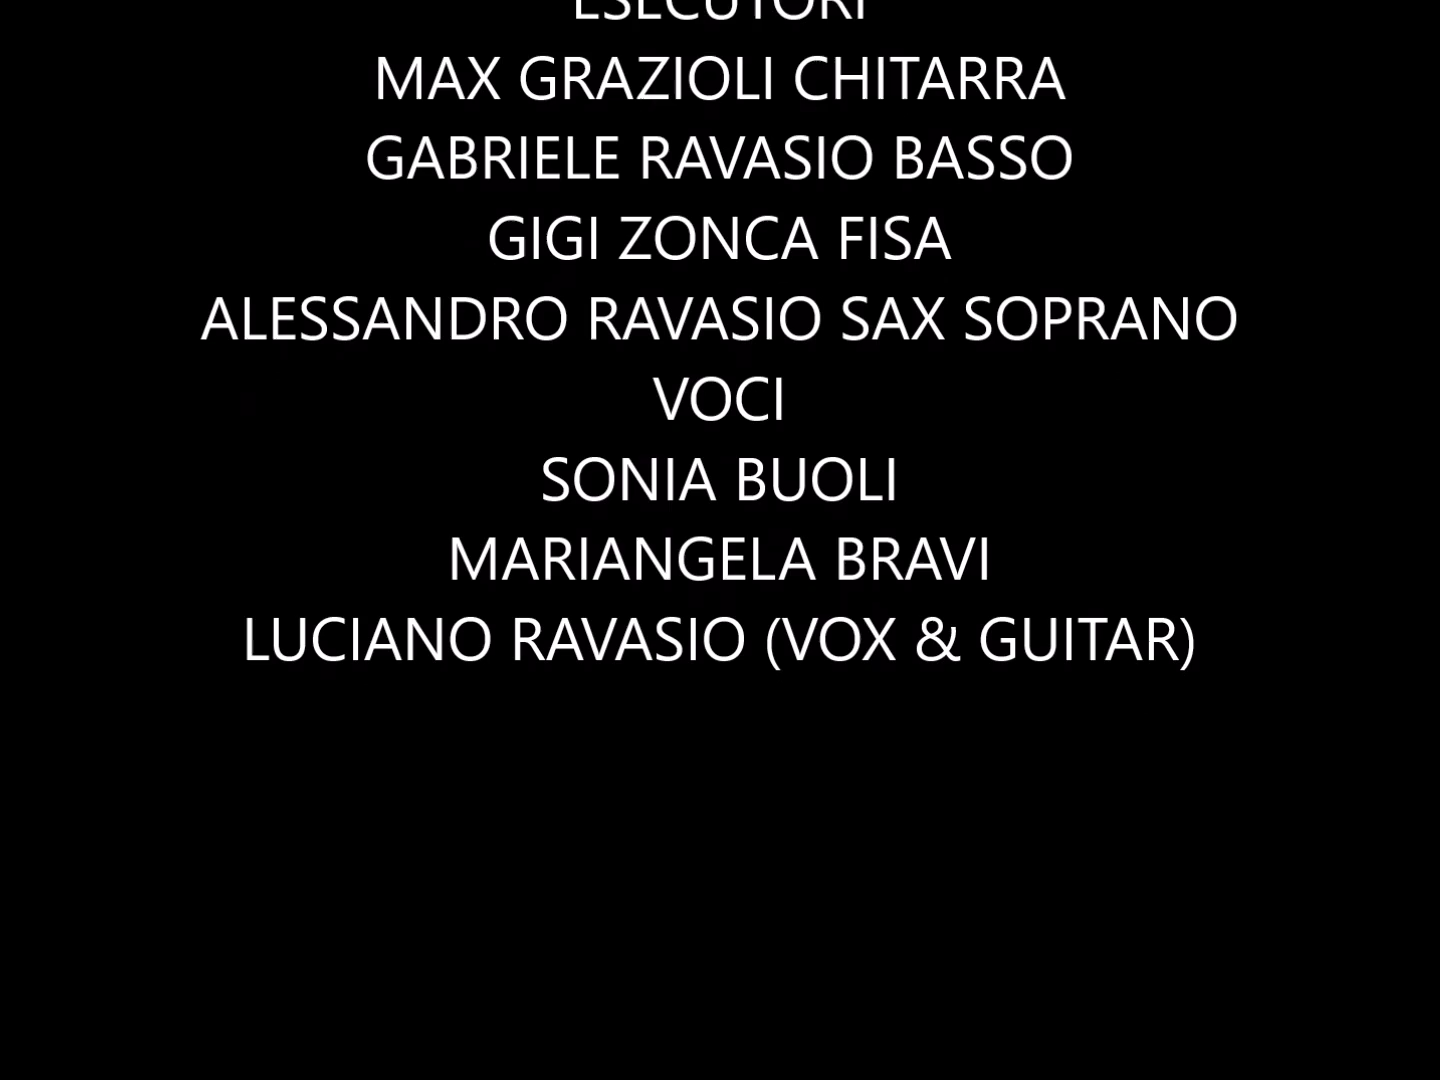 ESECUTORI
MAX GRAZIOLI CHITARRA
GABRIELE RAVASIO BASSO
GIGI ZONCA FISA
ALESSANDRO RAVASIO SAX SOPRANO
VOCI
SONIA BUOLI
MARIANGELA BRAVI
LUCIANO RAVASIO (VOX & GUITAR)